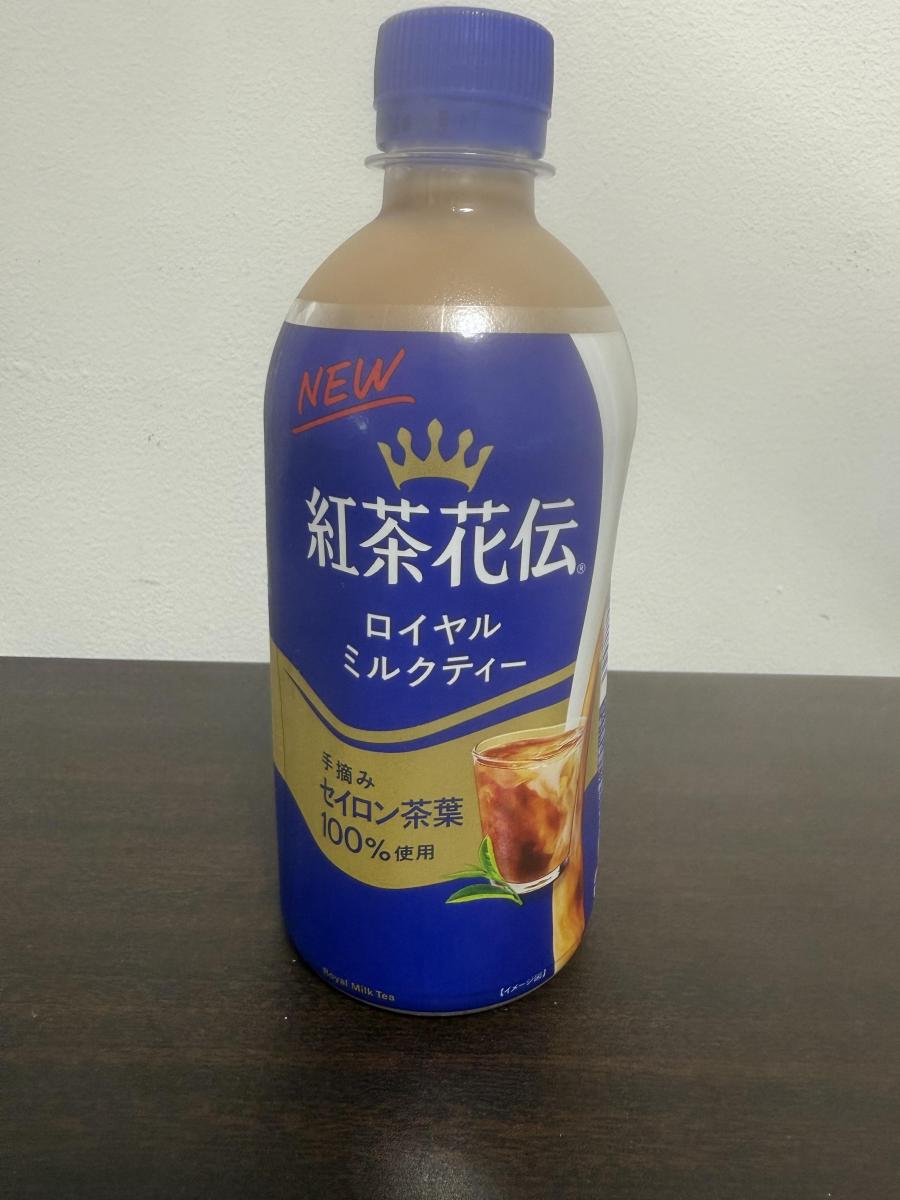 NEW
紅茶花伝®
ロイヤル
ミルクティー
手摘み
セイロン茶葉
100%使用
Royal Milk Tea
【イメージ図】